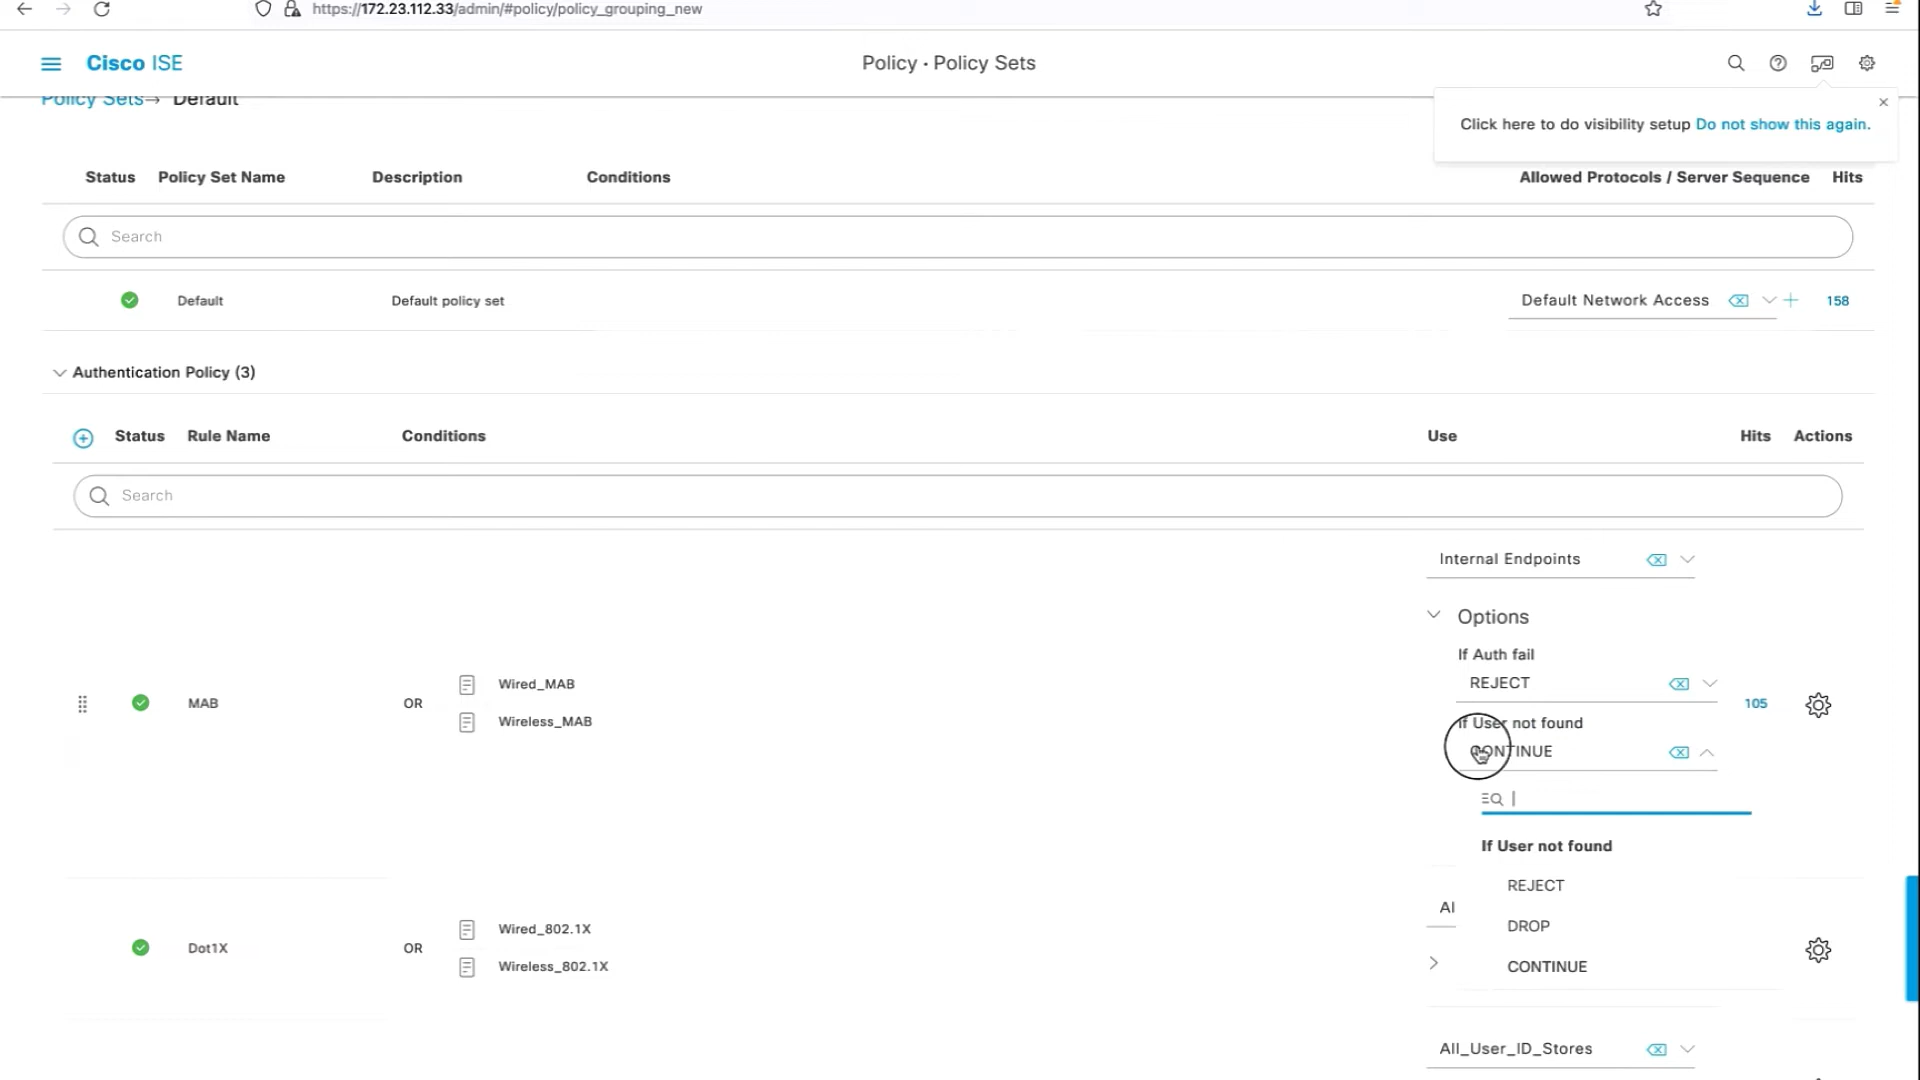 https://172.23.112.33/admin/#policy/policy_grouping_new
Cisco ISE
Policy · Policy Sets
Policy Sets→ Default
Click here to do visibility setup Do not show this again.
Status Policy Set Name Description Conditions Allowed Protocols / Server Sequence Hits
Search
Default Default policy set Default Network Access 158
Authentication Policy (3)
Status Rule Name Conditions Use Hits Actions
Search
Internal Endpoints
Options
If Auth fail
REJECT
MAB OR Wired_MAB
Wireless_MAB
105
If User not found
CONTINUE
If User not found
REJECT
DROP
CONTINUE
Al
Dot1X OR Wired_802.1X
Wireless_802.1X
All_User_ID_Stores